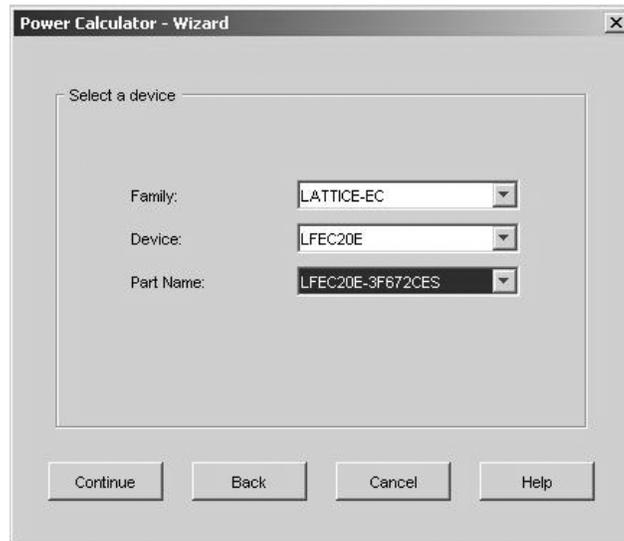 Power Calculator - Wizard
Select a device
Family: LATTICE-EC
Device: LFEC20E
Part Name: LFEC20E-3F672CES
Continue Back Cancel Help